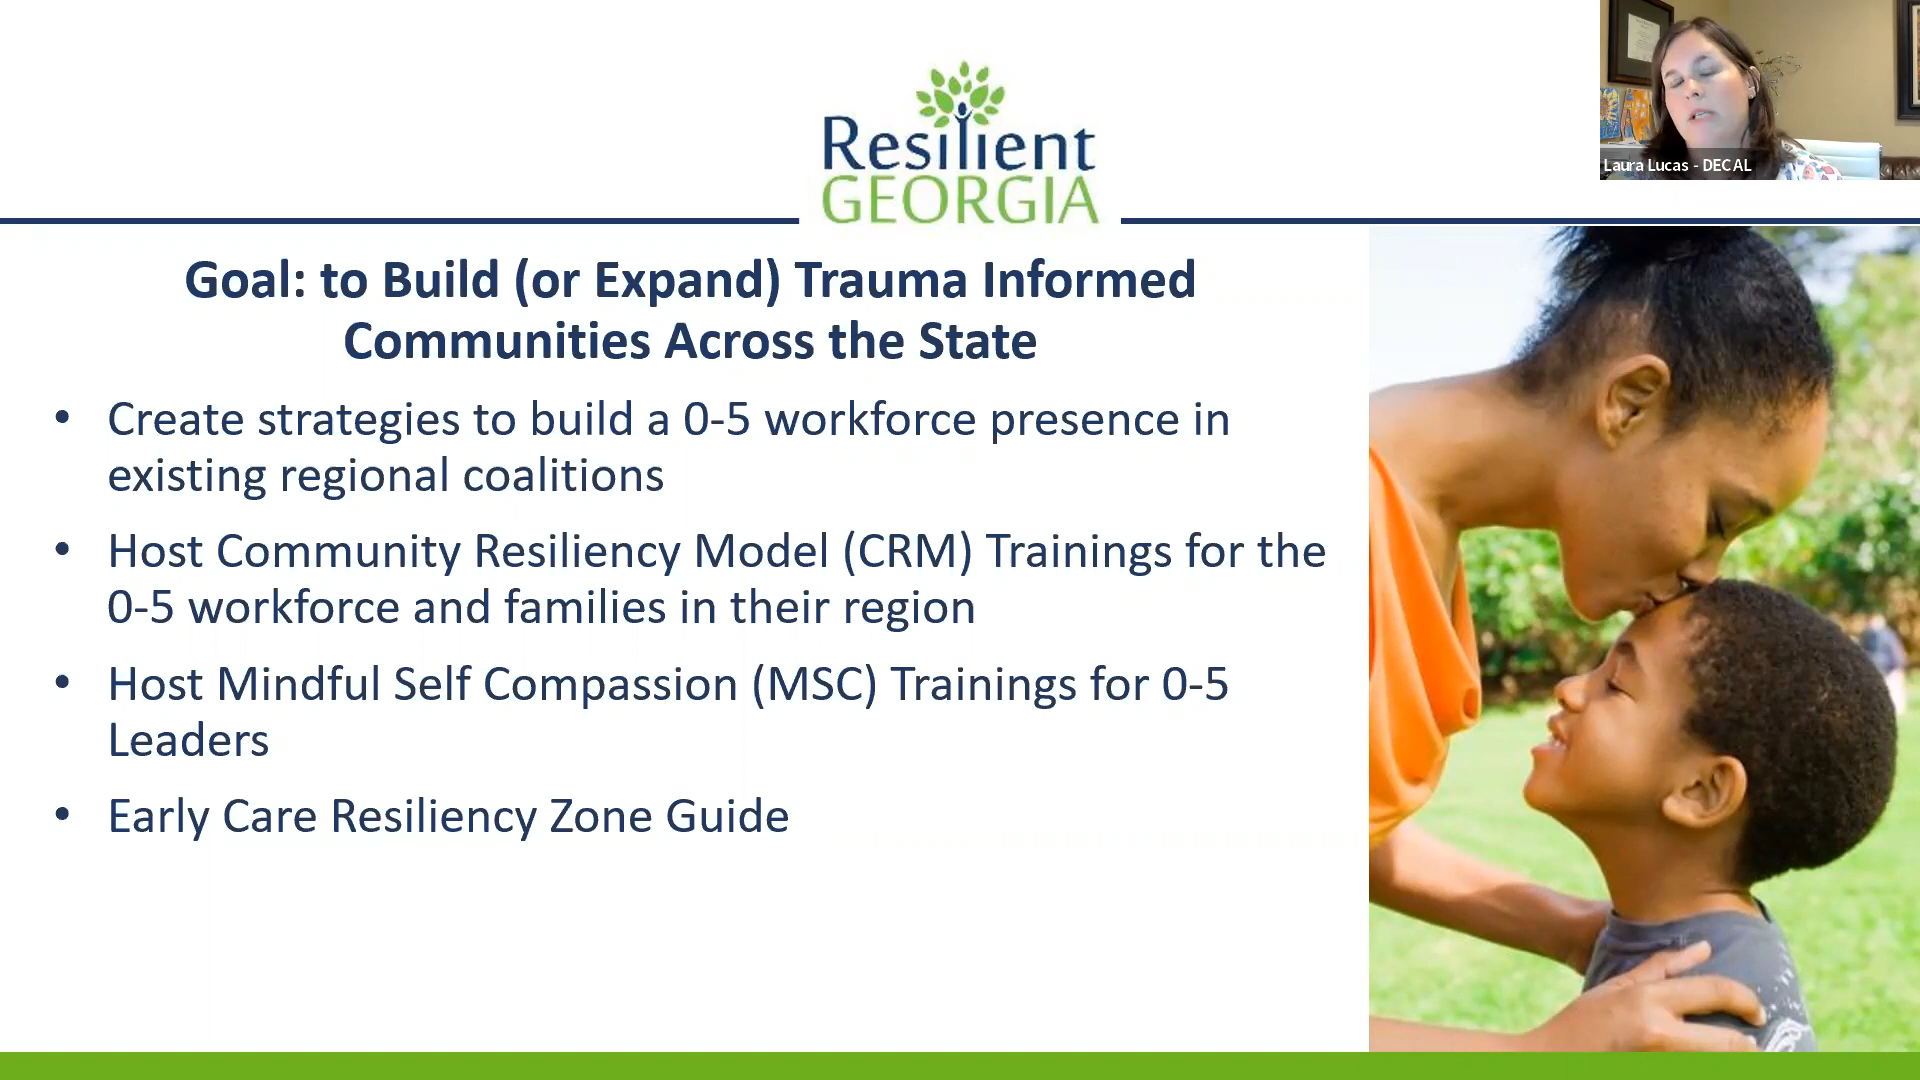 Resilient
GEORGIA
Laura Lucas - DECAL
Goal: to Build (or Expand) Trauma Informed
Communities Across the State
• Create strategies to build a 0-5 workforce presence in
existing regional coalitions
• Host Community Resiliency Model (CRM) Trainings for the
0-5 workforce and families in their region
• Host Mindful Self Compassion (MSC) Trainings for 0-5
Leaders
• Early Care Resiliency Zone Guide